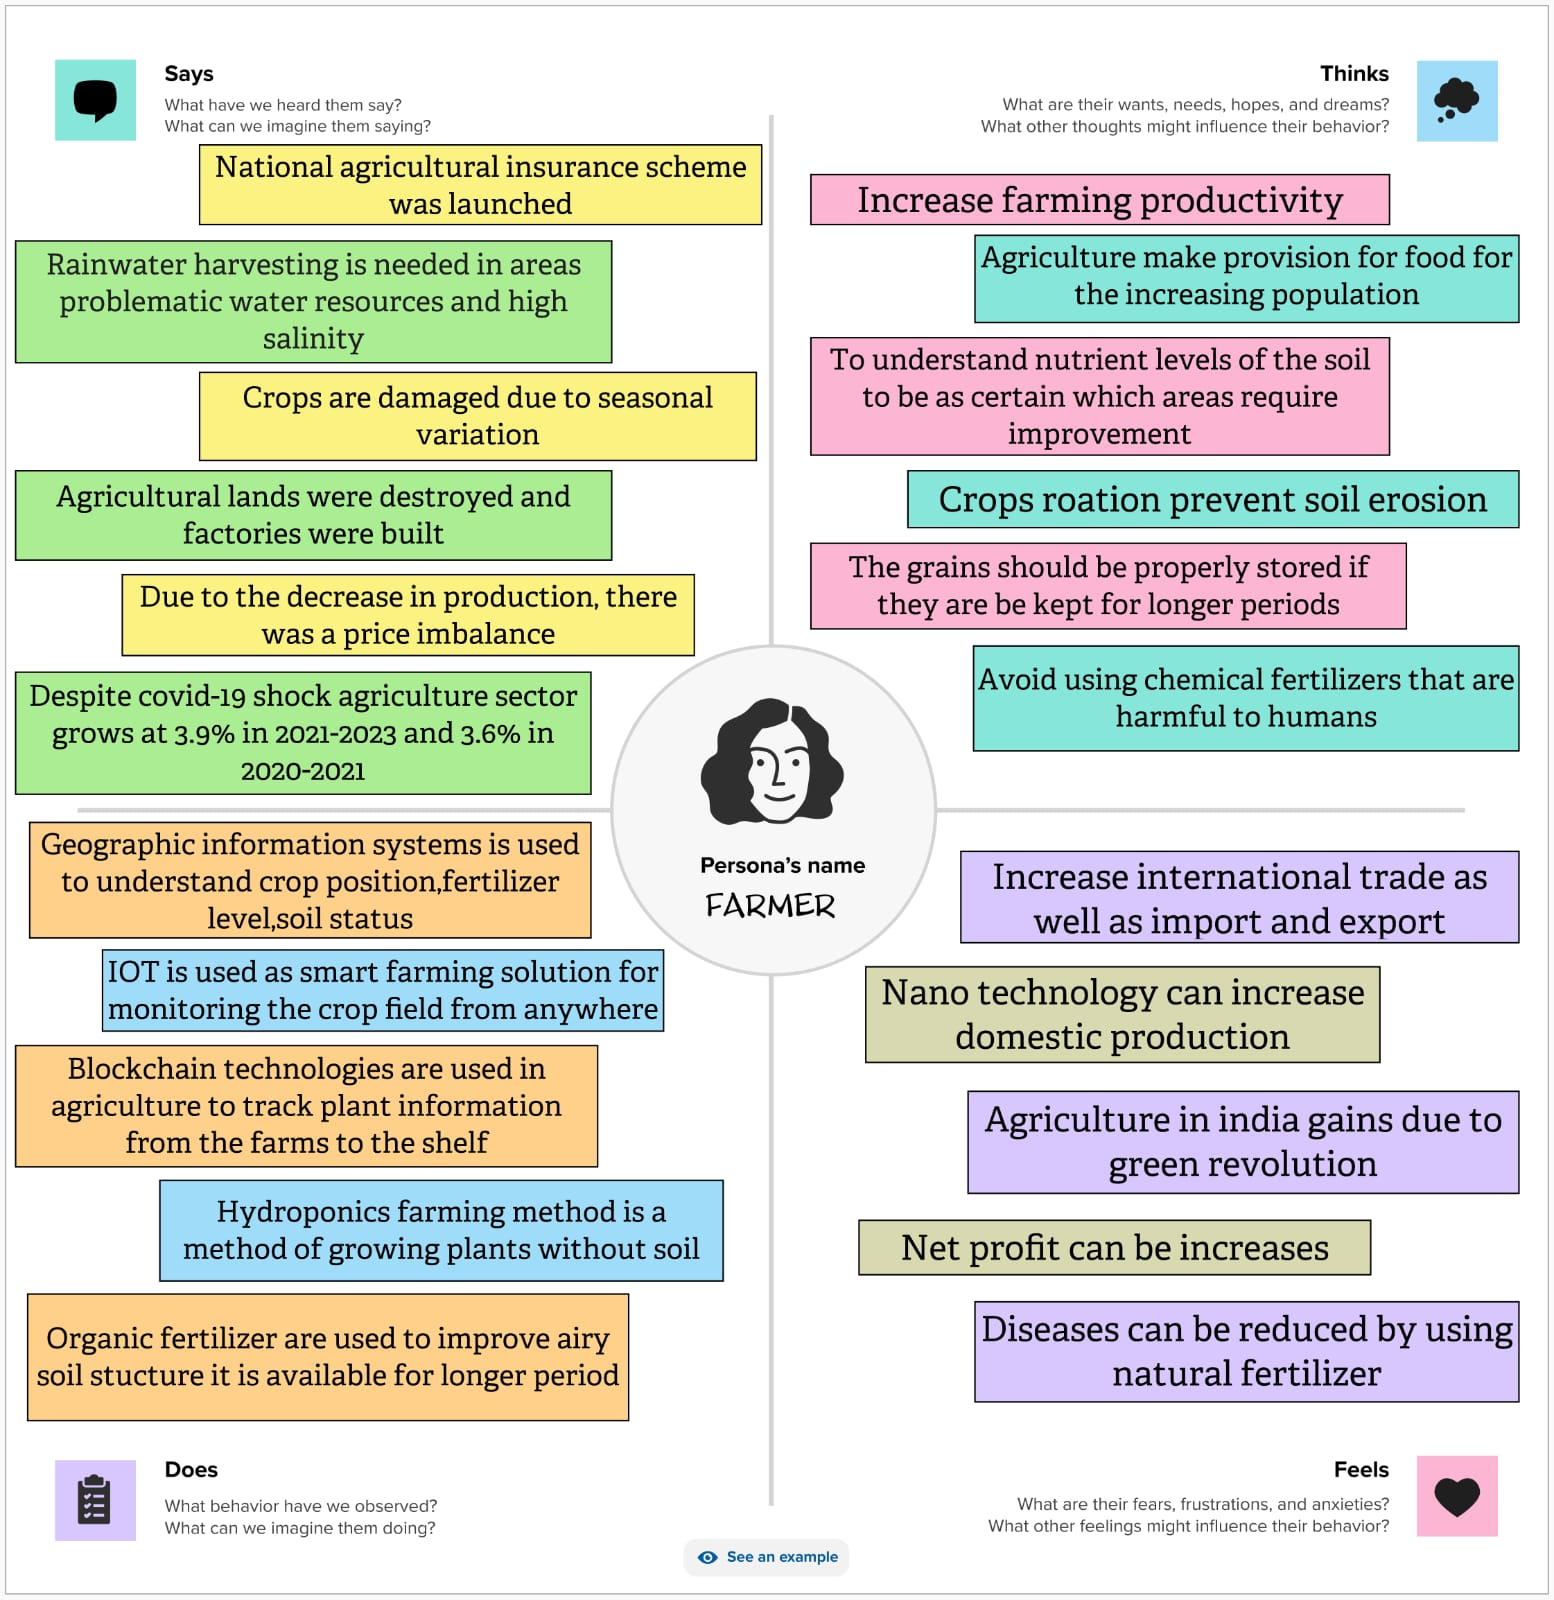 Says
What have we heard them say?
What can we imagine them saying?
National agricultural insurance scheme
was launched
Rainwater harvesting is needed in areas
problematic water resources and high
salinity
Crops are damaged due to seasonal
variation
Agricultural lands were destroyed and
factories were built
Due to the decrease in production, there
was a price imbalance
Despite covid-19 shock agriculture sector
grows at 3.9% in 2021-2023 and 3.6% in
2020-2021
Thinks
What are their wants, needs, hopes, and dreams?
What other thoughts might influence their behavior?
Increase farming productivity
Agriculture make provision for food for
the increasing population
To understand nutrient levels of the soil
to be as certain which areas require
improvement
Crops roation prevent soil erosion
The grains should be properly stored if
they are be kept for longer periods
Avoid using chemical fertilizers that are
harmful to humans
Persona's name
FARMER
Geographic information systems is used
to understand crop position,fertilizer
level,soil status
IOT is used as smart farming solution for
monitoring the crop field from anywhere
Blockchain technologies are used in
agriculture to track plant information
from the farms to the shelf
Hydroponics farming method is a
method of growing plants without soil
Organic fertilizer are used to improve airy
soil stucture it is available for longer period
Does
What behavior have we observed?
What can we imagine them doing?
Increase international trade as
well as import and export
Nano technology can increase
domestic production
Agriculture in india gains due to
green revolution
Net profit can be increases
Diseases can be reduced by using
natural fertilizer
Feels
What are their fears, frustrations, and anxieties?
What other feelings might influence their behavior?
See an example